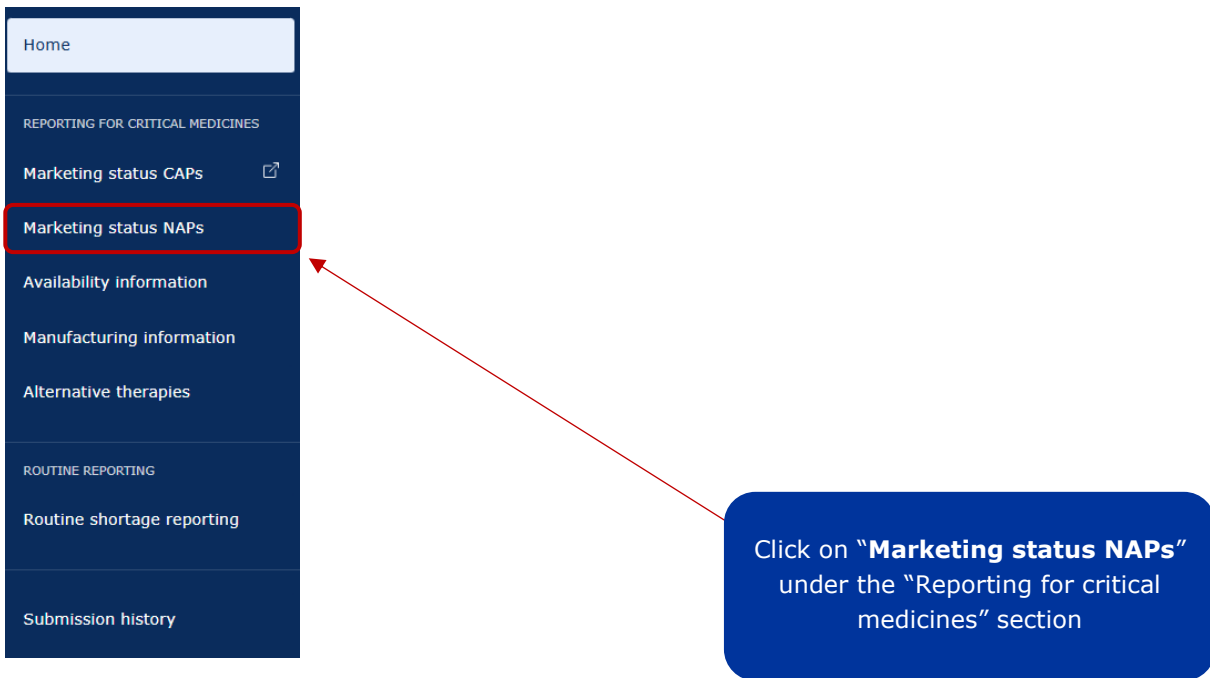 Home
REPORTING FOR CRITICAL MEDICINES
Marketing status CAPs
Marketing status NAPs
Availability information
Manufacturing information
Alternative therapies
ROUTINE REPORTING
Routine shortage reporting
Submission history
Click on “Marketing status NAPs”
under the “Reporting for critical
medicines” section